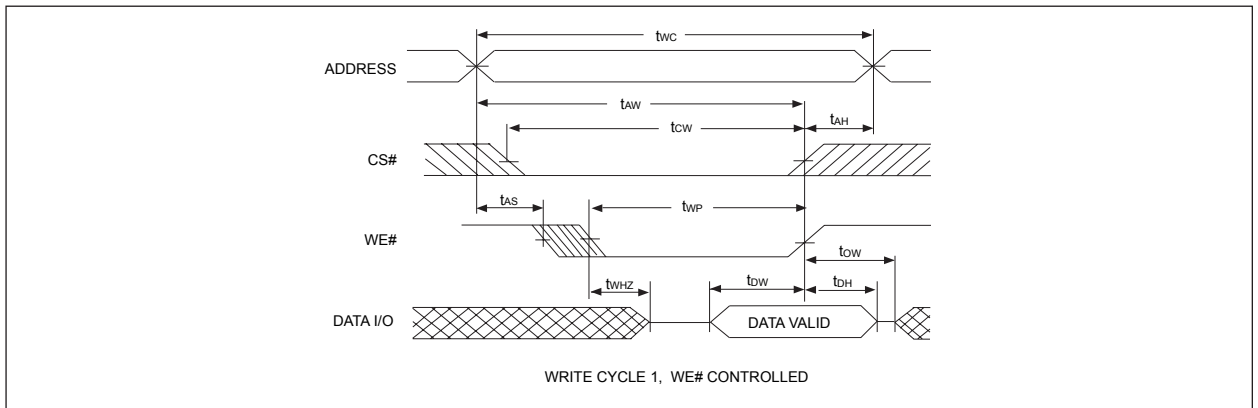 tWC
ADDRESS
tAW
tCW
tAH
CS#
tAS
tWP
WE#
tOW
tWHZ
tDW
tDH
DATA I/O
DATA VALID
WRITE CYCLE 1, WE# CONTROLLED